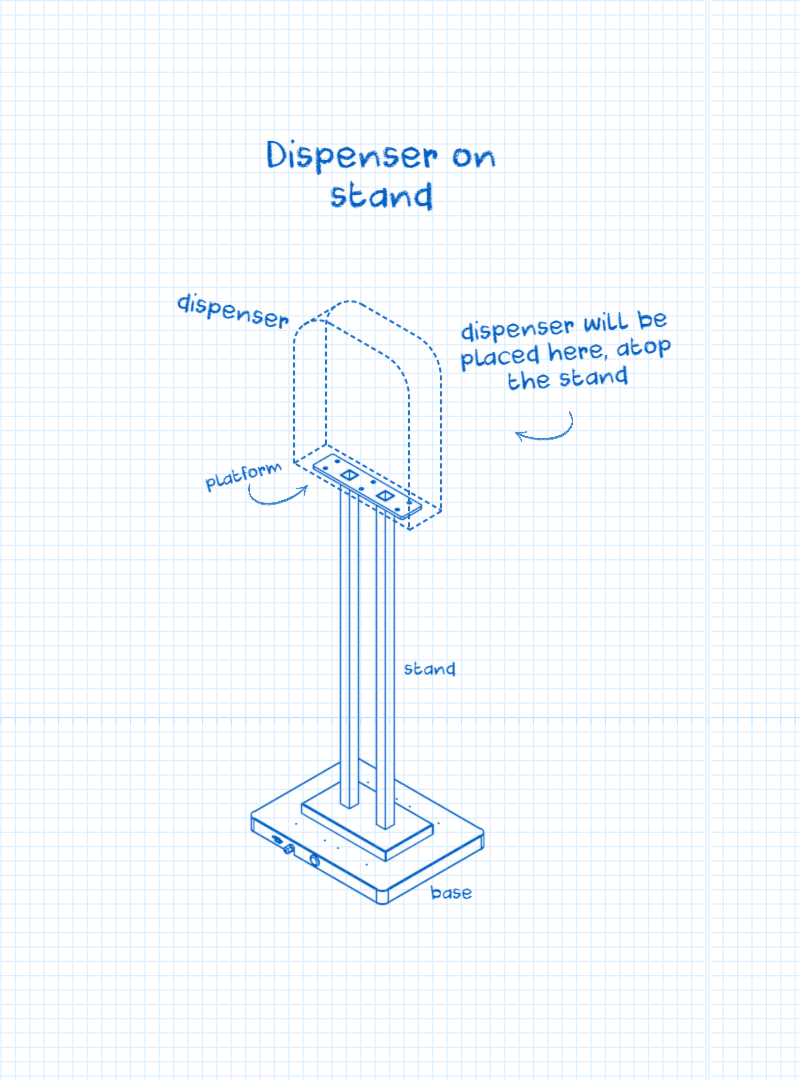 Dispenser on
stand
dispenser
dispenser will be
placed here, atop
the stand
platform
stand
base